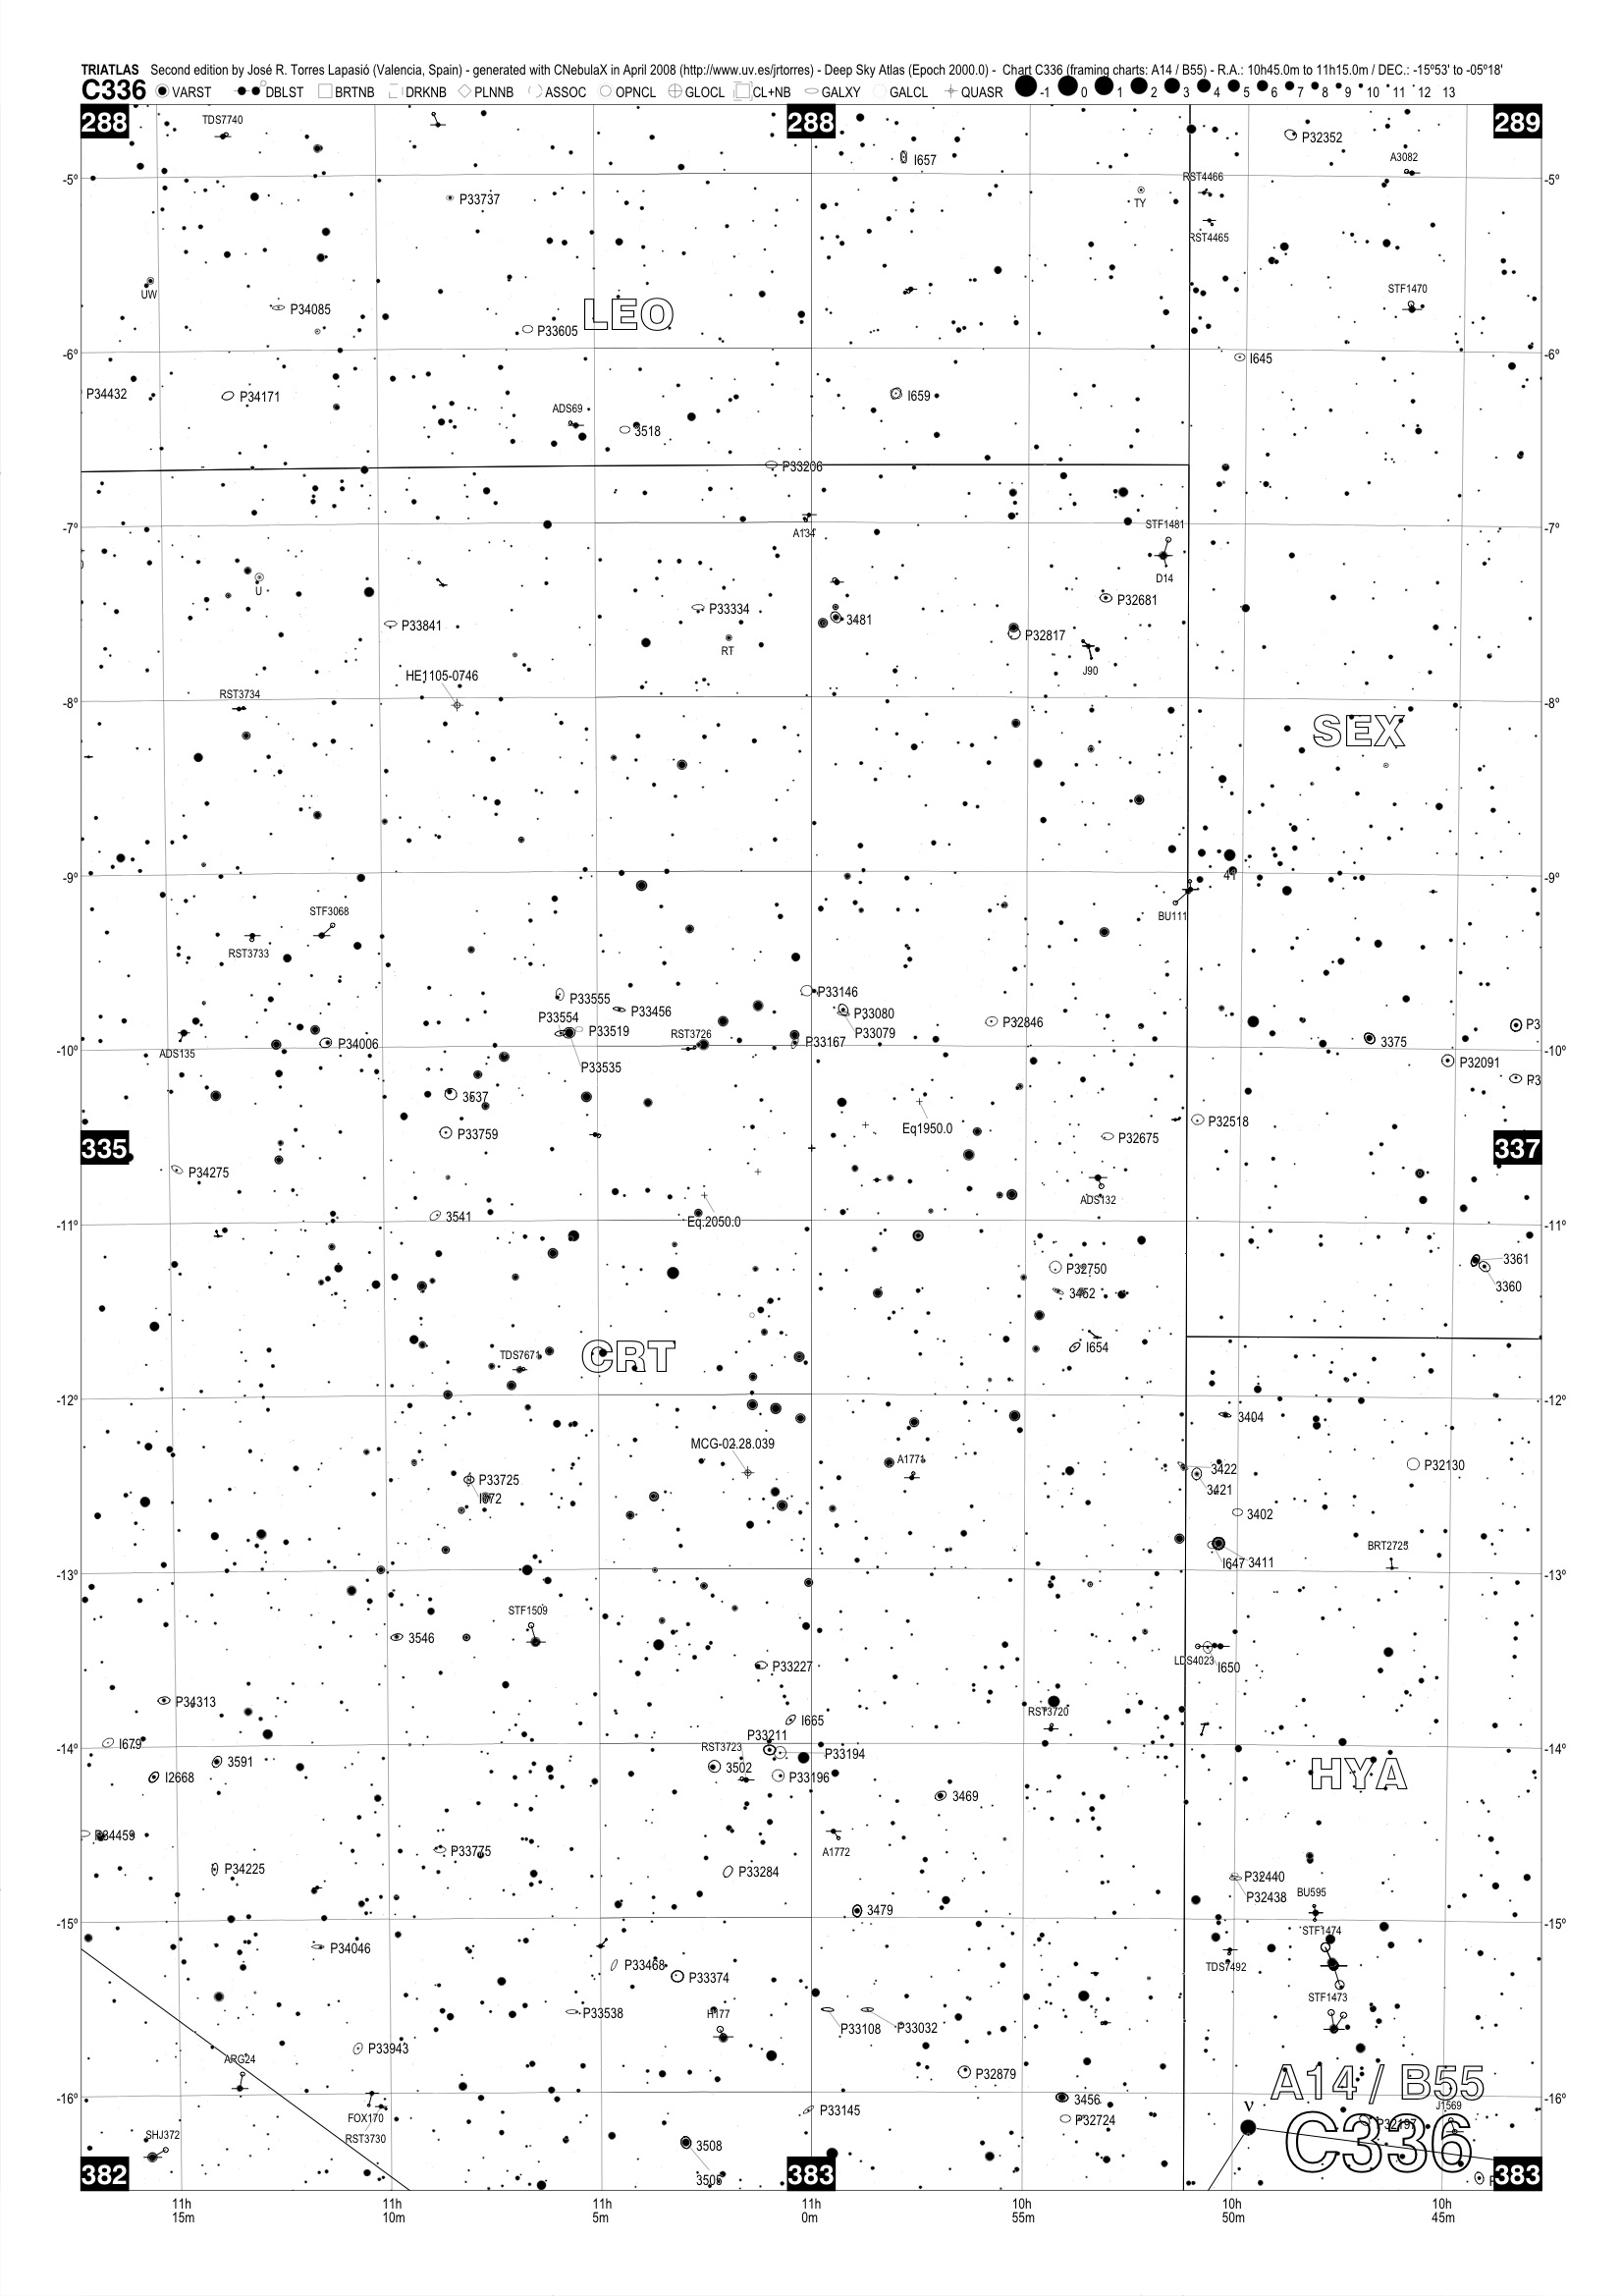 TRIATLAS Second edition by José R. Torres Lapasió (Valencia, Spain) - generated with CNebulaX in April 2008 (http://www.uv.es/jrtorres) - Deep Sky Atlas (Epoch 2000.0) - Chart C336 (framing charts: A14 / B55) - R.A.: 10h45.0m to 11h15.0m / DEC.: -15º53' to -05º18'
C336 VARST DBLST BRTNB DRKNB PLNNB ASSOC OPNCL GLOCL CL+NB GALXY GALCL QUASR -1 0 1 2 3 4 5 6 7 8 9 10 11 12 13
288 TDS7740 288 P32352 289
I657 A3082
-5º RST4466 -5º
P33737 TY
RST4465
UW STF1470
P34085 LEO
P33605
-6º I645 -6º
P34432 P34171 I659
ADS69
3518
P33206
-7º A134 STF1481 -7º
D14
U P32681
P33334 3481
P33841 P32817
RT J90
HE1105-0746
RST3734
-8º SEX -8º
-9º 41 -9º
STF3068 BU111
RST3733
P33555 P33146
P33554 P33456 P33080
P33519 RST3726 P33079 P32846 P3
ADS135 P34006 P33167 3375
-10º P33535 P32091 -10º
P3
3637
Eq1950.0 P32518
335 P33759 P32675 337
P34275
ADS132
3541 Eq.2050.0
-11º -11º
P32750 3361
3452 3360
TDS7671 CRT I654
-12º 3404 -12º
MCG-02.28.039 A1771
P33725 3422 P32130
I672 3421
3402
BRT2725
I647 3411
-13º -13º
STF1509
3546 LDS4023
P33227 I650
P34313 RST3720
I665
I679 P33211
-14º RST3723 P33194 -14º
3591 3502 P33196 HYA
I2668
3469
P34459 A1772
P33775
P34225 P33284 P32440
P32438 BU595
3479
-15º STF1474 -15º
P34046 P33468 TDS7492
P33374
STF1473
P33538 H177 P33108 P33032
P33943
ARG24 P32879 A14 / B55
-16º 3456 ν J1569 -16º
FOX170 P33145 P32724 P32197
RST3730 C336
SHJ372 3508
382 3505 383 383
11h 11h 11h 11h 10h 10h 10h
15m 10m 5m 0m 55m 50m 45m